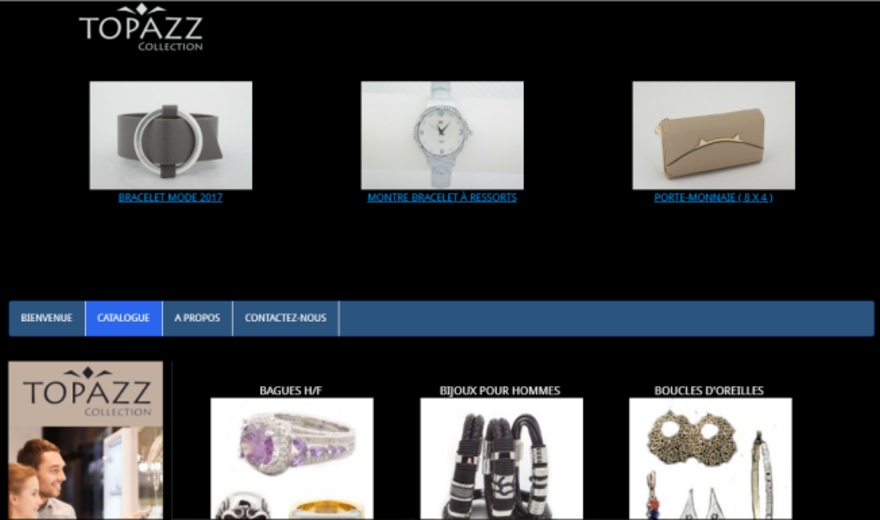 TOPAZZ
COLLECTION
BRACELET MODE 2017
MONTRE BRACELET À RESSORTS
PORTE-MONNAIE ( 8 X 4 )
BIENVENUE
CATALOGUE
A PROPOS
CONTACTEZ-NOUS
TOPAZZ
COLLECTION
BAGUES H/F
BIJOUX POUR HOMMES
BOUCLES D'OREILLES